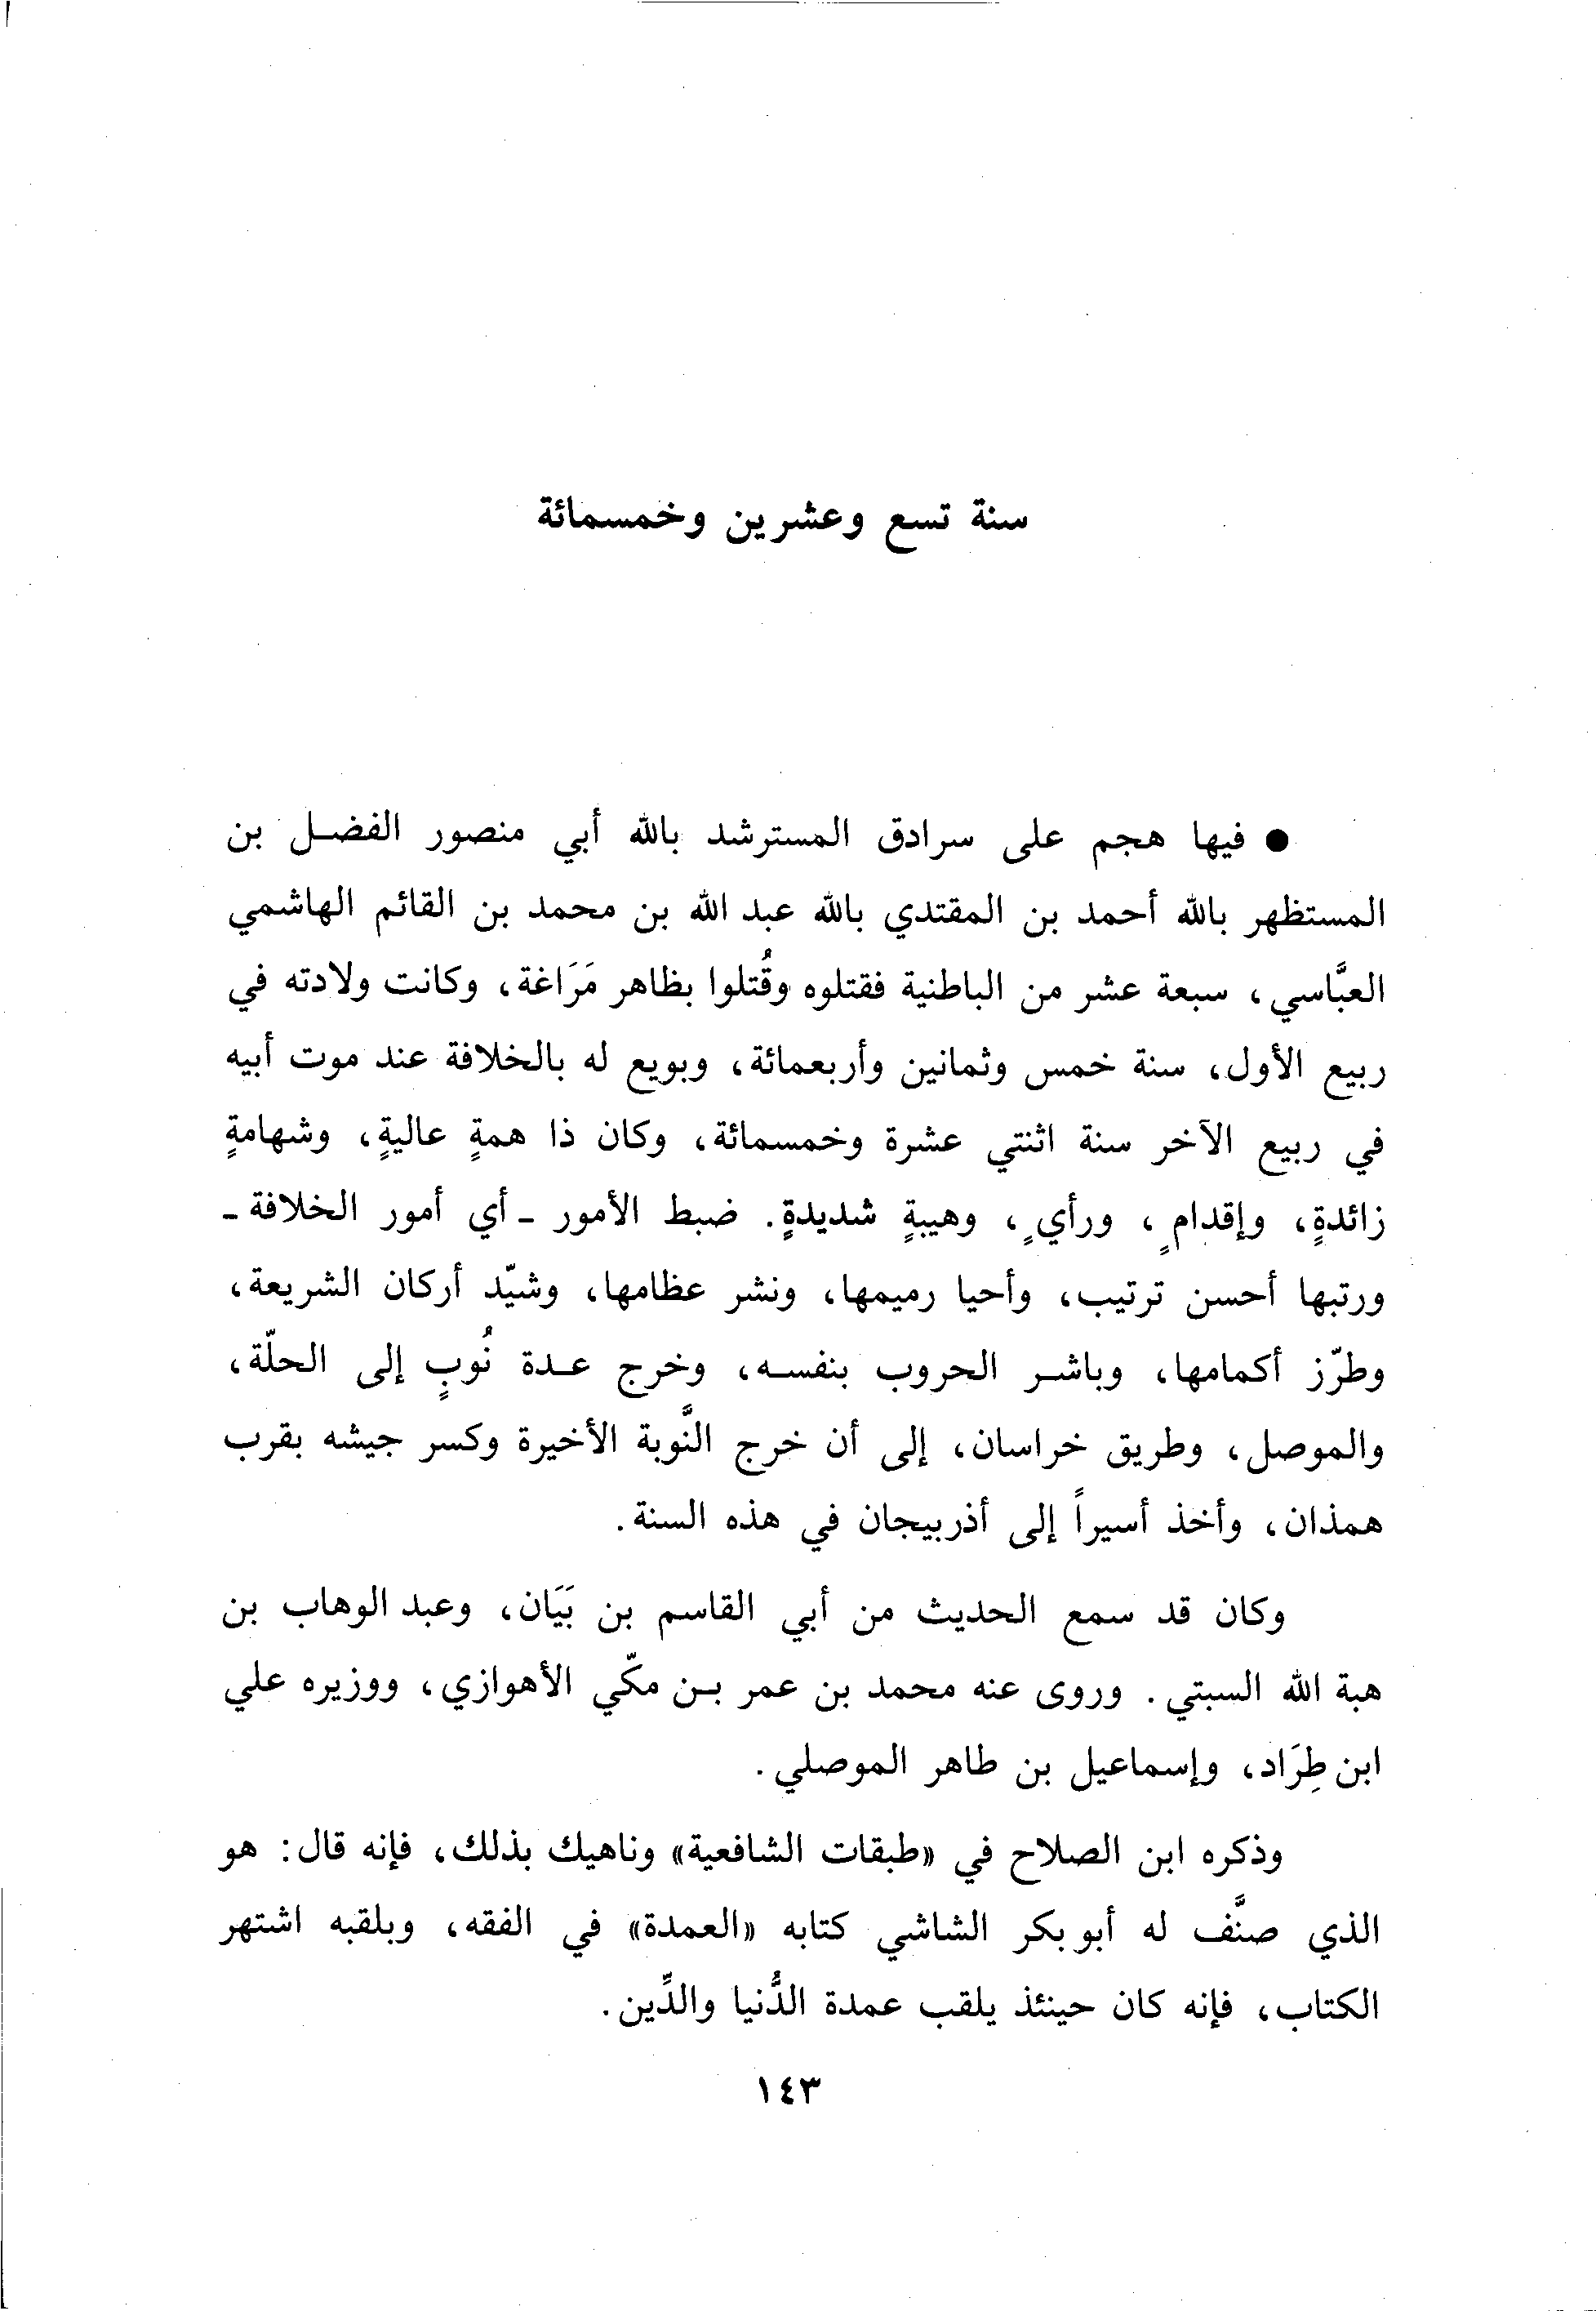 سنة تسع وعشرين وخمسمائة
● فيها هجم على سرادق المسترشد بالله أبي منصور الفضل بن
المستظهر بالله أحمد بن المقتدي بالله عبد الله بن محمد بن القائم الهاشمي
العبَّاسي، سبعة عشر من الباطنية فقتلوه وقُتلوا بظاهر مَرَاغة، وكانت ولادته في
ربيع الأول، سنة خمس وثمانين وأربعمائة، وبويع له بالخلافة عند موت أبيه
في ربيع الآخر سنة اثنتي عشرة وخمسمائة، وكان ذا همةٍ عاليةٍ، وشهامةٍ
زائدةٍ، وإقدامٍ، ورأيٍ، وهيبةٍ شديدةٍ. ضبط الأمور - أي أمور الخلافة -
ورتبها أحسن ترتيب، وأحيا رميمها، ونشر عظامها، وشيّد أركان الشريعة،
وطرّز أكمامها، وباشر الحروب بنفسه، وخرج عدة نُوبٍ إلى الحلّة،
والموصل، وطريق خراسان، إلى أن خرج النَّوبة الأخيرة وكسر جيشه بقرب
همذان، وأخذ أسيراً إلى أذربيجان في هذه السنة.
وكان قد سمع الحديث من أبي القاسم بن بَيَان، وعبد الوهاب بن
هبة الله السبتي. وروى عنه محمد بن عمر بن مكّي الأهوازي، ووزيره علي
ابن طِرَاد، وإسماعيل بن طاهر الموصلي.
وذكره ابن الصلاح في «طبقات الشافعية» وناهيك بذلك، فإنه قال: هو
الذي صنَّف له أبو بكر الشاشي كتابه «العمدة» في الفقه، وبلقبه اشتهر
الكتاب، فإنه كان حينئذ يلقب عمدة الدُّنيا والدِّين.
١٤٣